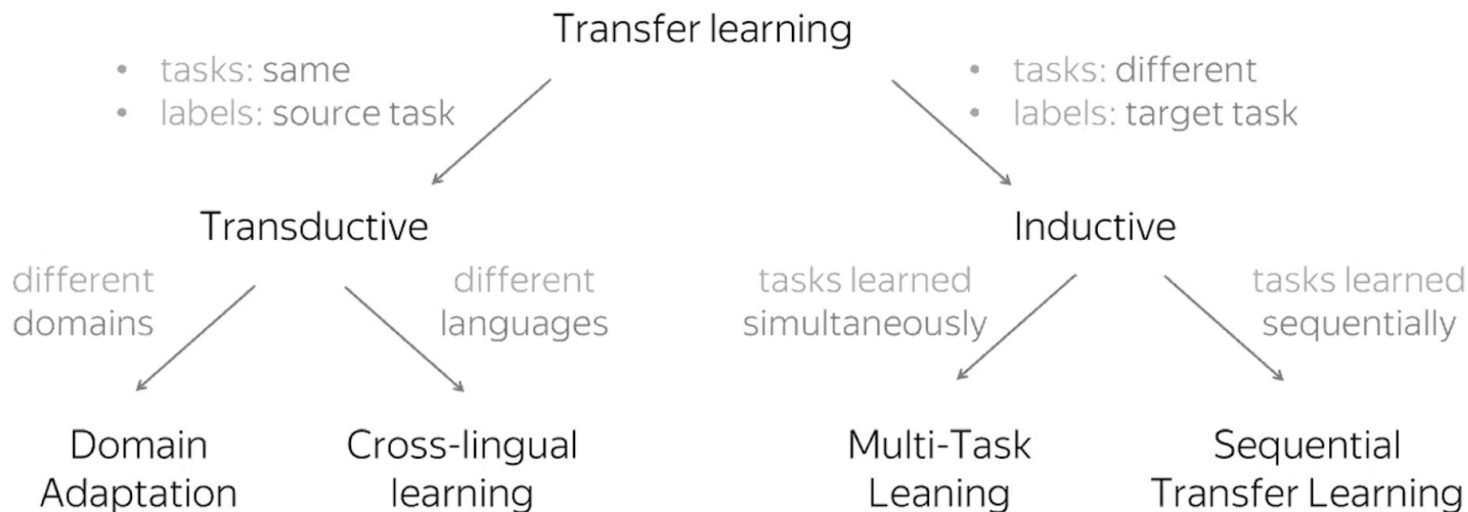 Transfer learning
• tasks: same
• labels: source task
• tasks: different
• labels: target task
Transductive
Inductive
different
domains
different
languages
tasks learned
simultaneously
tasks learned
sequentially
Domain
Adaptation
Cross-lingual
learning
Multi-Task
Leaning
Sequential
Transfer Learning